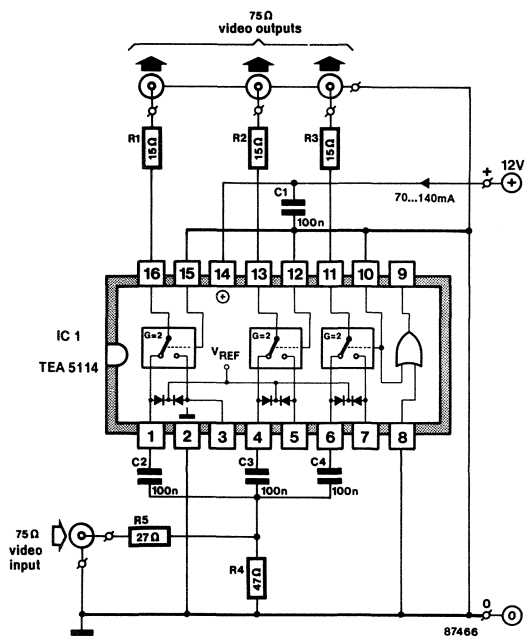 75Ω
video outputs
R1
15Ω
R2
15Ω
R3
15Ω
12V
+
+
C1
100n
70...140mA
16
15
14
13
12
11
10
9
+
IC 1
TEA 5114
G=2
G=2
G=2
VREF
1
2
3
4
5
6
7
8
C2
100n
C3
100n
C4
100n
75Ω
video
input
R5
27Ω
R4
47Ω
0
0
87466